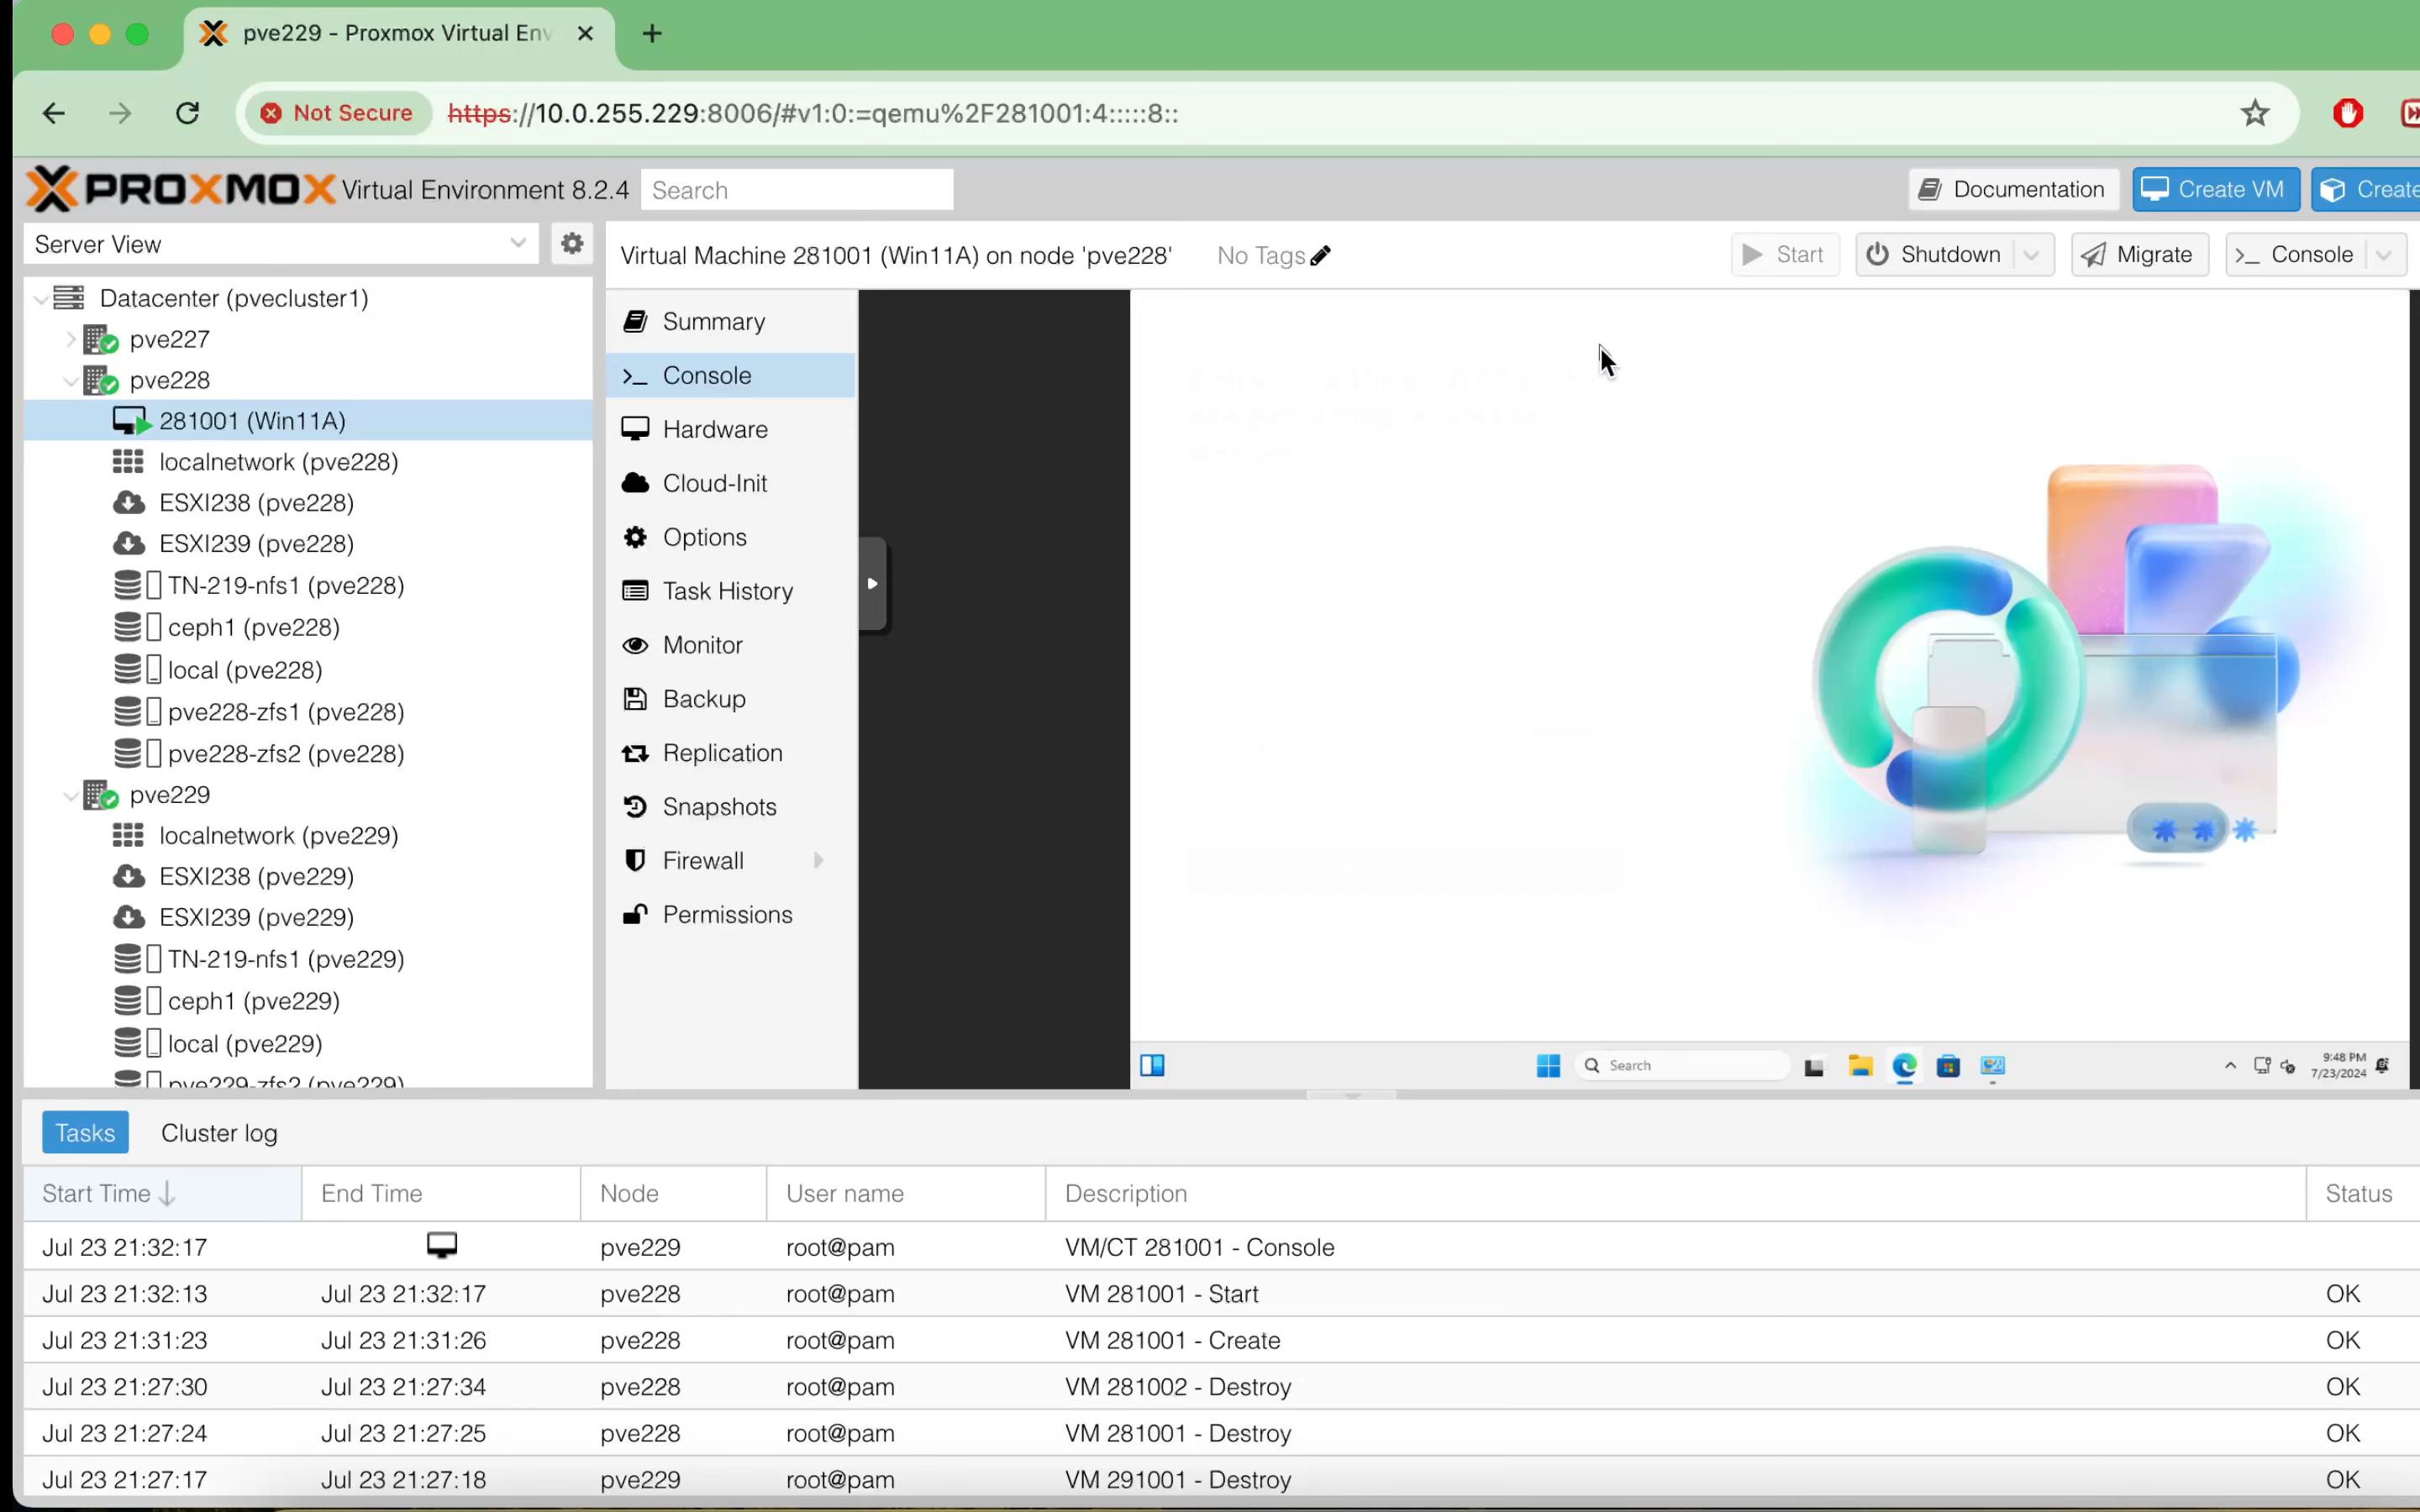 pve229 - Proxmox Virtual Env
Not Secure https://10.0.255.229:8006/#v1:0:=qemu%2F281001:4:::::8::
PROXMOX Virtual Environment 8.2.4 Search Documentation Create VM Create
Server View
Virtual Machine 281001 (Win11A) on node 'pve228' No Tags Start Shutdown Migrate Console
Datacenter (pvecluster1)
pve227
pve228
281001 (Win11A)
localnetwork (pve228)
ESXI238 (pve228)
ESXI239 (pve228)
TN-219-nfs1 (pve228)
ceph1 (pve228)
local (pve228)
pve228-zfs1 (pve228)
pve228-zfs2 (pve228)
pve229
localnetwork (pve229)
ESXI238 (pve229)
ESXI239 (pve229)
TN-219-nfs1 (pve229)
ceph1 (pve229)
local (pve229)
pve229-zfs2 (pve229)
Summary
Console
Hardware
Cloud-Init
Options
Task History
Monitor
Backup
Replication
Snapshots
Firewall
Permissions
Search
9:48 PM
7/23/2024
Tasks Cluster log
Start Time End Time Node User name Description Status
Jul 23 21:32:17 pve229 root@pam VM/CT 281001 - Console
Jul 23 21:32:13 Jul 23 21:32:17 pve228 root@pam VM 281001 - Start OK
Jul 23 21:31:23 Jul 23 21:31:26 pve228 root@pam VM 281001 - Create OK
Jul 23 21:27:30 Jul 23 21:27:34 pve228 root@pam VM 281002 - Destroy OK
Jul 23 21:27:24 Jul 23 21:27:25 pve228 root@pam VM 281001 - Destroy OK
Jul 23 21:27:17 Jul 23 21:27:18 pve229 root@pam VM 291001 - Destroy OK